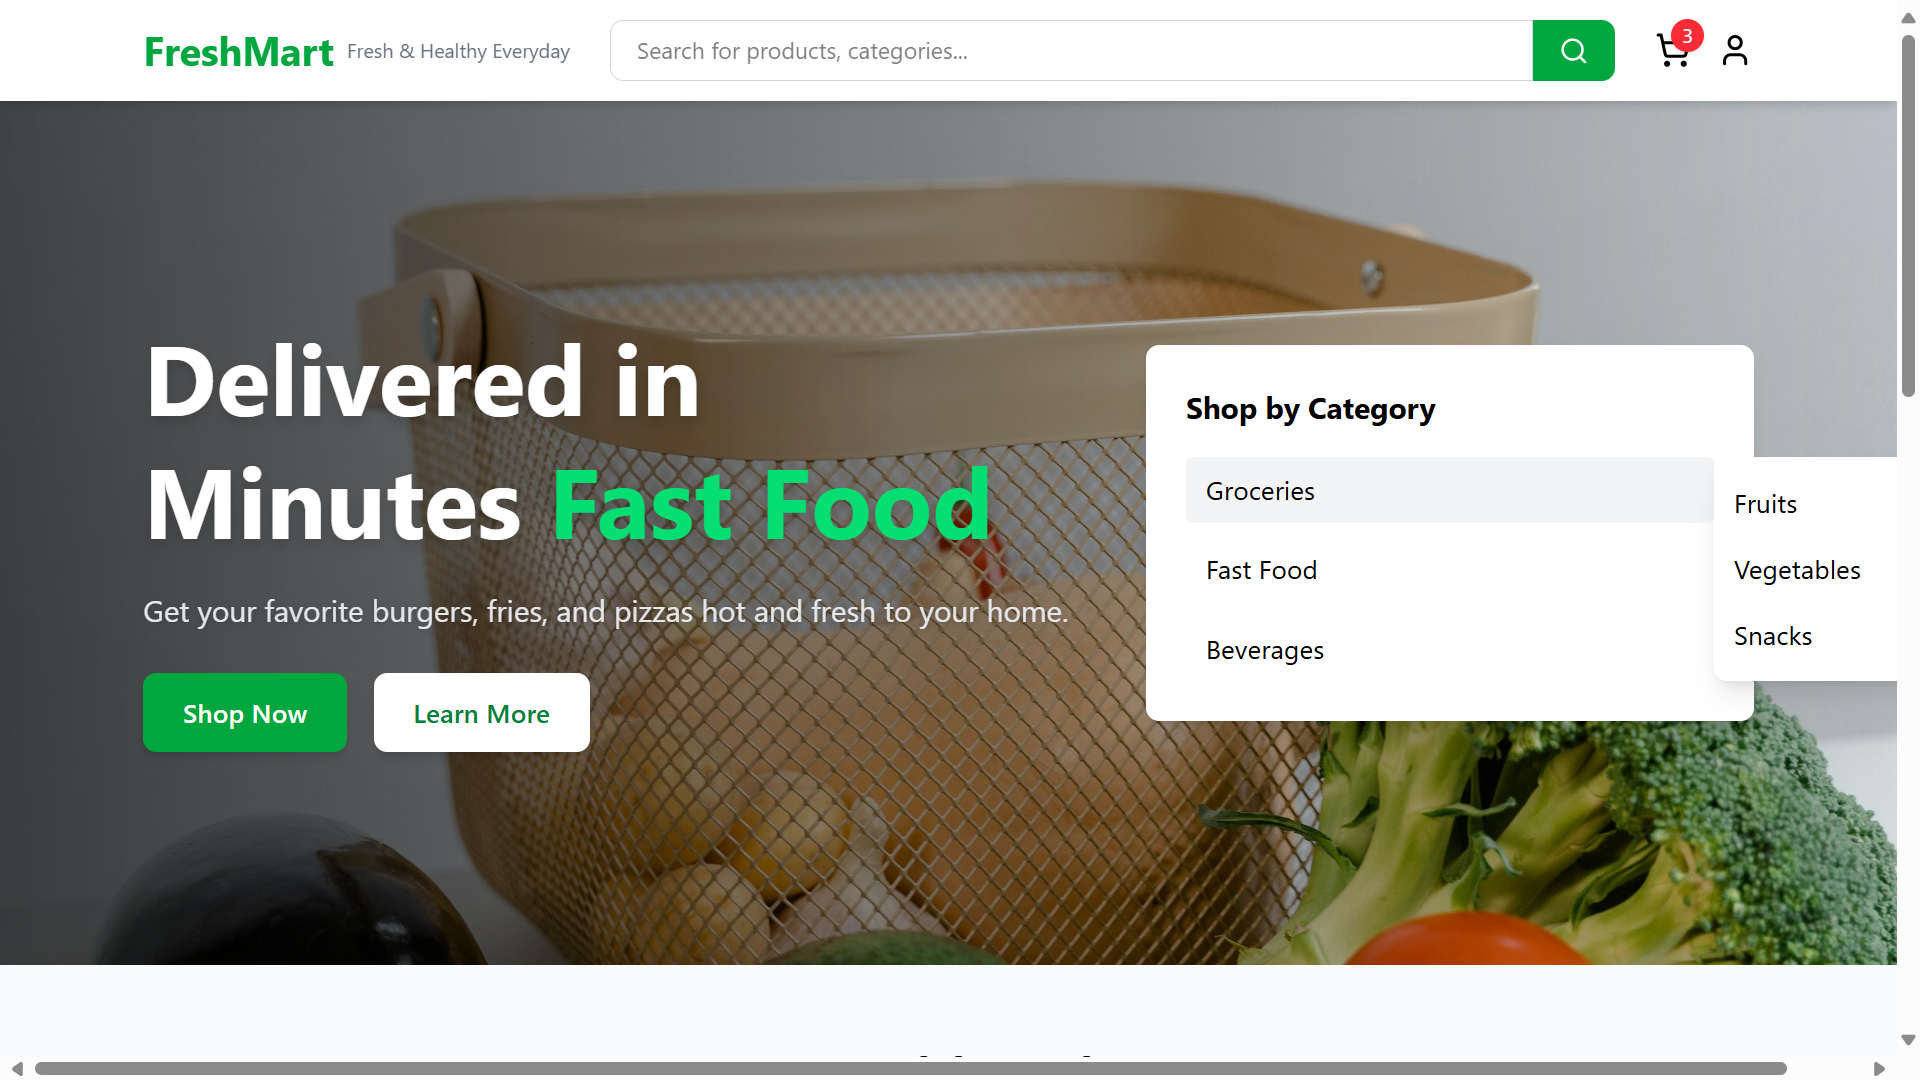 FreshMart Fresh & Healthy Everyday
Search for products, categories...
3
Delivered in
Minutes Fast Food
Get your favorite burgers, fries, and pizzas hot and fresh to your home.
Shop Now
Learn More
Shop by Category
Groceries
Fast Food
Beverages
Fruits
Vegetables
Snacks